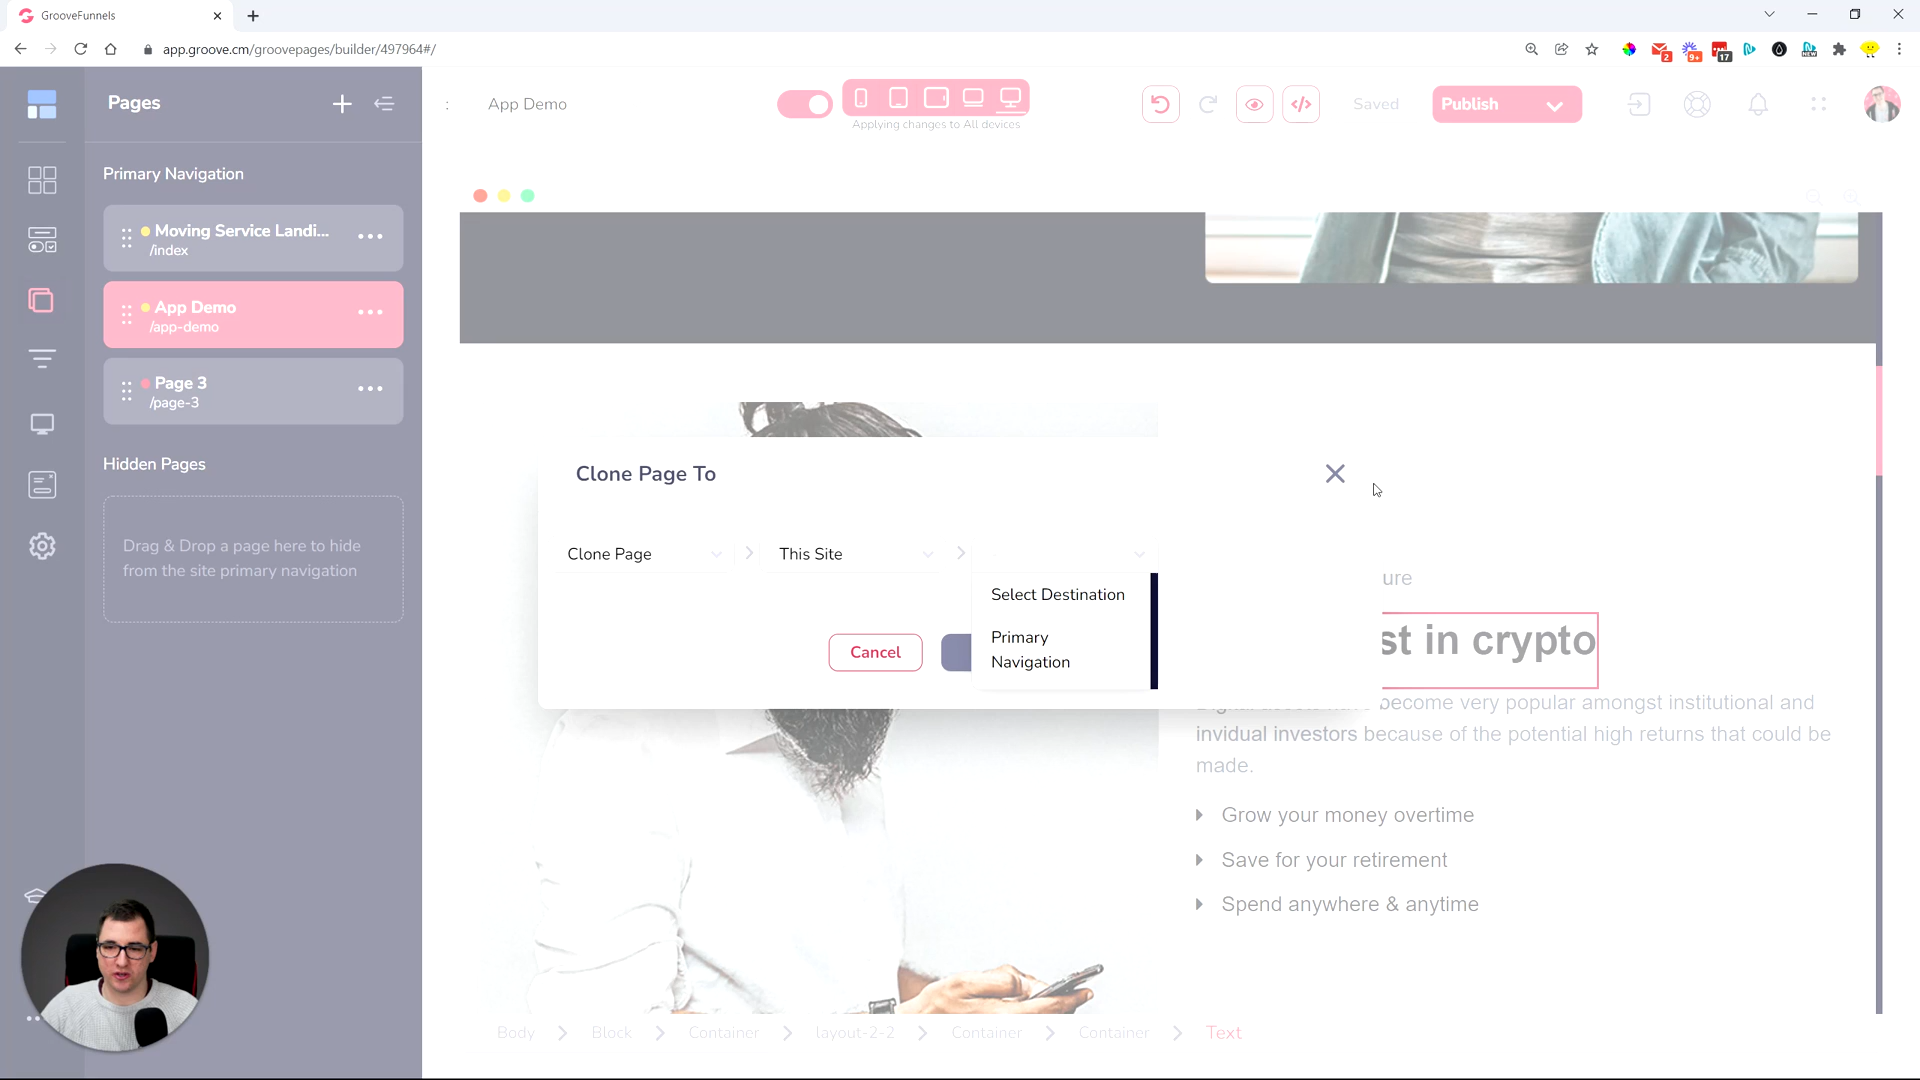 GrooveFunnels
app.groove.cm/groovepages/builder/497964#/
2
9+
17
NEW
Pages
: App Demo
Applying changes to All devices
Saved
Publish
Primary Navigation
Moving Service Landi...
/index
App Demo
/app-demo
Page 3
/page-3
Hidden Pages
Drag & Drop a page here to hide
from the site primary navigation
Clone Page To
Clone Page
This Site
Select Destination
Primary
Navigation
Cancel
ure
st in crypto
become very popular amongst institutional and
invidual investors because of the potential high returns that could be
made.
Grow your money overtime
Save for your retirement
Spend anywhere & anytime
Body
Block
Container
layout-2-2
Container
Container
Text